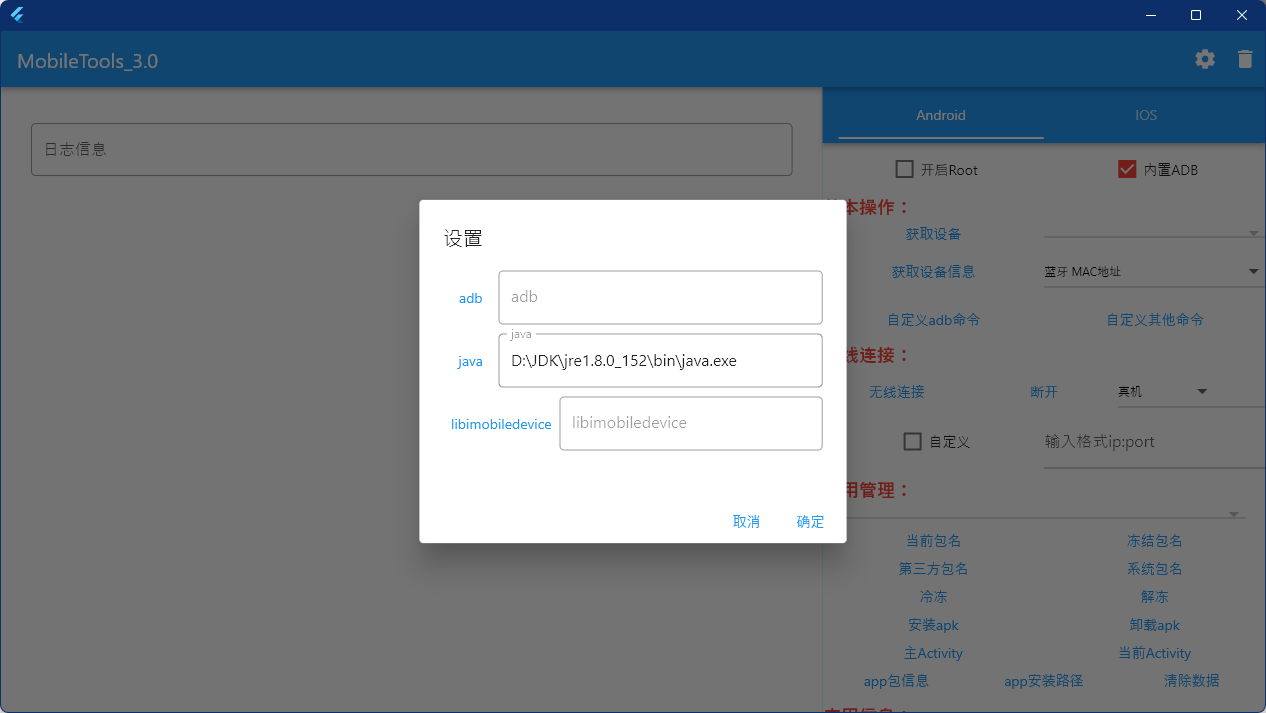 MobileTools_3.0
日志信息
Android
IOS
开启Root
内置ADB
本操作：
获取设备
获取设备信息
蓝牙 MAC地址
自定义adb命令
自定义其他命令
线连接：
无线连接
断开
真机
自定义
输入格式ip:port
用管理：
当前包名
冻结包名
第三方包名
系统包名
冷冻
解冻
安装apk
卸载apk
主Activity
当前Activity
app包信息
app安装路径
清除数据
设置
adb
adb
java
java
D:\JDK\jre1.8.0_152\bin\java.exe
libimobiledevice
libimobiledevice
取消
确定